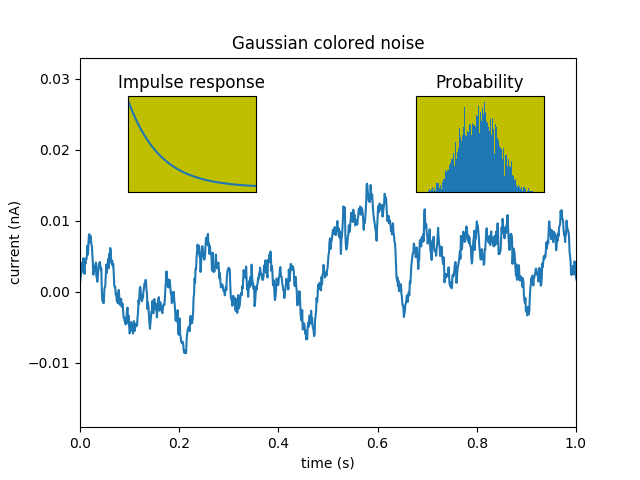 Gaussian colored noise
Impulse response
Probability
current (nA)
0.03
0.02
0.01
0.00
−0.01
0.0 0.2 0.4 0.6 0.8 1.0
time (s)